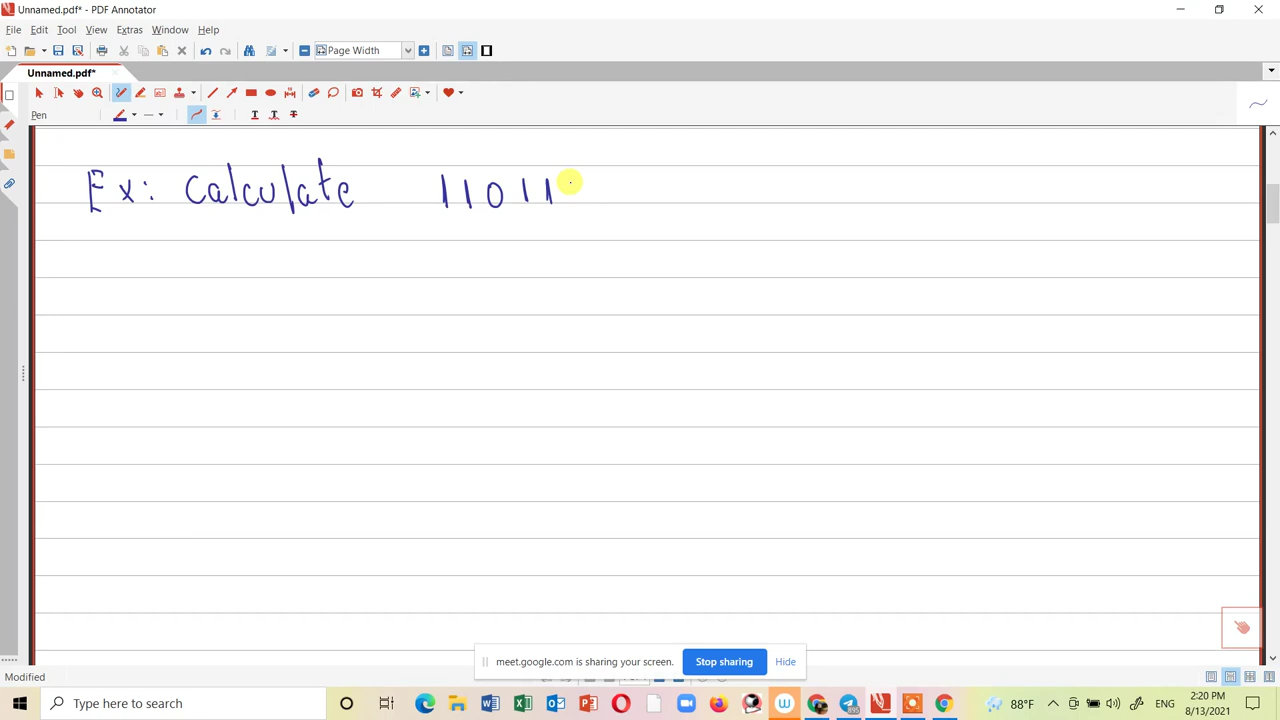 Unnamed.pdf* - PDF Annotator
File Edit Tool View Extras Window Help
Page Width
Unnamed.pdf*
Pen
Ex: Calculate 11011
meet.google.com is sharing your screen. Stop sharing Hide
Modified
Type here to search
895
88°F
ENG
2:20 PM
8/13/2021